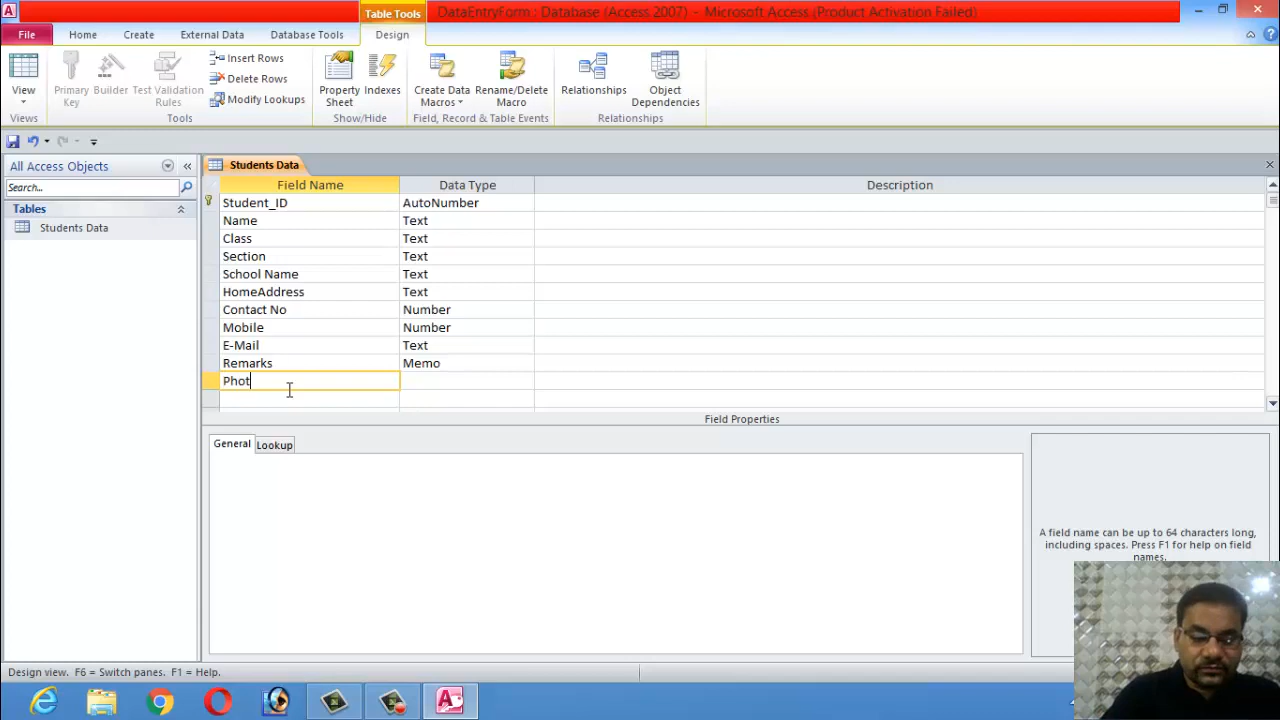 Table Tools
DataEntryForm : Database (Access 2007) - Microsoft Access (Product Activation Failed)
File Home Create External Data Database Tools Design
View
Primary Key
Builder
Test Validation Rules
Insert Rows
Delete Rows
Modify Lookups
Property Sheet
Indexes
Create Data Macros
Rename/Delete Macro
Relationships
Object Dependencies
Views Tools Show/Hide Field, Record & Table Events Relationships
All Access Objects
Search...
Tables
Students Data
Students Data
Field Name Data Type Description
Student_ID AutoNumber
Name Text
Class Text
Section Text
School Name Text
HomeAddress Text
Contact No Number
Mobile Number
E-Mail Text
Remarks Memo
Phot
Field Properties
General Lookup
A field name can be up to 64 characters long,
including spaces. Press F1 for help on field
names.
Design view. F6 = Switch panes. F1 = Help.